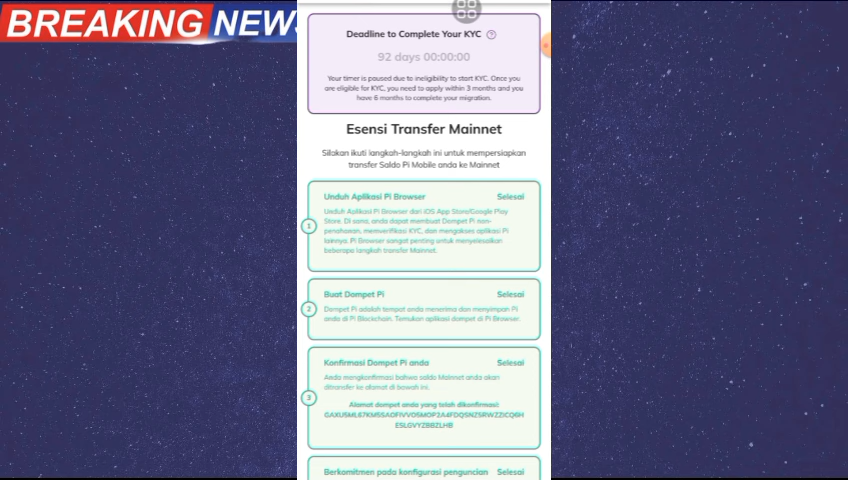 BREAKING NEWS
Deadline to Complete Your KYC
92 days 00:00:00
Your timer is paused due to ineligibility to start KYC. Once you
are eligible for KYC, you need to apply within 3 months and you
have 6 months to complete your migration.
Esensi Transfer Mainnet
Silakan ikuti langkah-langkah ini untuk mempersiapkan
transfer Saldo Pi Mobile anda ke Mainnet
Unduh Aplikasi Pi Browser Selesai
Unduh Aplikasi Pi Browser dari iOS App Store/Google Play
Store. Di sana, anda dapat membuat Dompet Pi non-
penahanan, memverifikasi KYC, dan mengakses aplikasi Pi
lainnya. Pi Browser sangat penting untuk menyelesaikan
beberapa langkah transfer Mainnet.
1
Buat Dompet Pi Selesai
Dompet Pi adalah tempat anda menerima dan menyimpan Pi
anda di Pi Blockchain. Temukan aplikasi dompet di Pi Browser.
2
Konfirmasi Dompet Pi anda Selesai
Anda mengkonfirmasi bahwa saldo Mainnet anda akan
ditransfer ke alamat di bawah ini.
3
Alamat dompet anda yang telah dikonfirmasi:
Berkomitmen pada konfigurasi penguncian Selesai